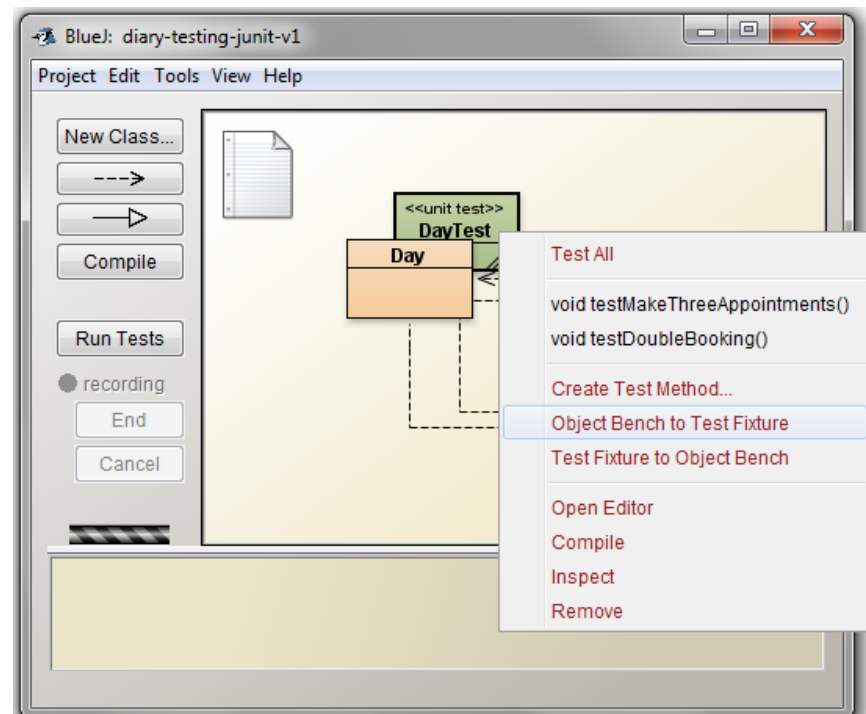 BlueJ: diary-testing-junit-v1
Project Edit Tools View Help
New Class...
<<unit test>>
DayTest
Day
Compile
Run Tests
recording
End
Cancel
Test All
void testMakeThreeAppointments()
void testDoubleBooking()
Create Test Method...
Object Bench to Test Fixture
Test Fixture to Object Bench
Open Editor
Compile
Inspect
Remove